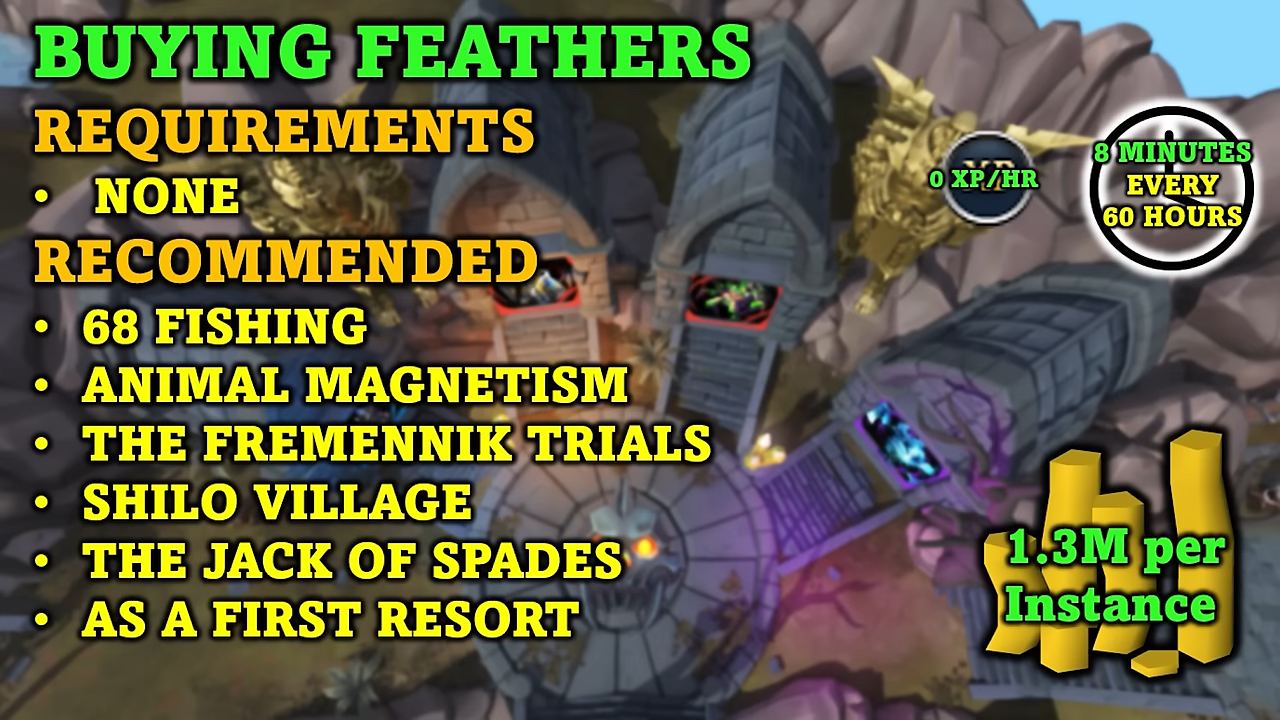 BUYING FEATHERS
REQUIREMENTS
• NONE
RECOMMENDED
• 68 FISHING
• ANIMAL MAGNETISM
• THE FREMENNIK TRIALS
• SHILO VILLAGE
• THE JACK OF SPADES
• AS A FIRST RESORT
0 XP/HR
8 MINUTES
EVERY
60 HOURS
1.3M per
Instance